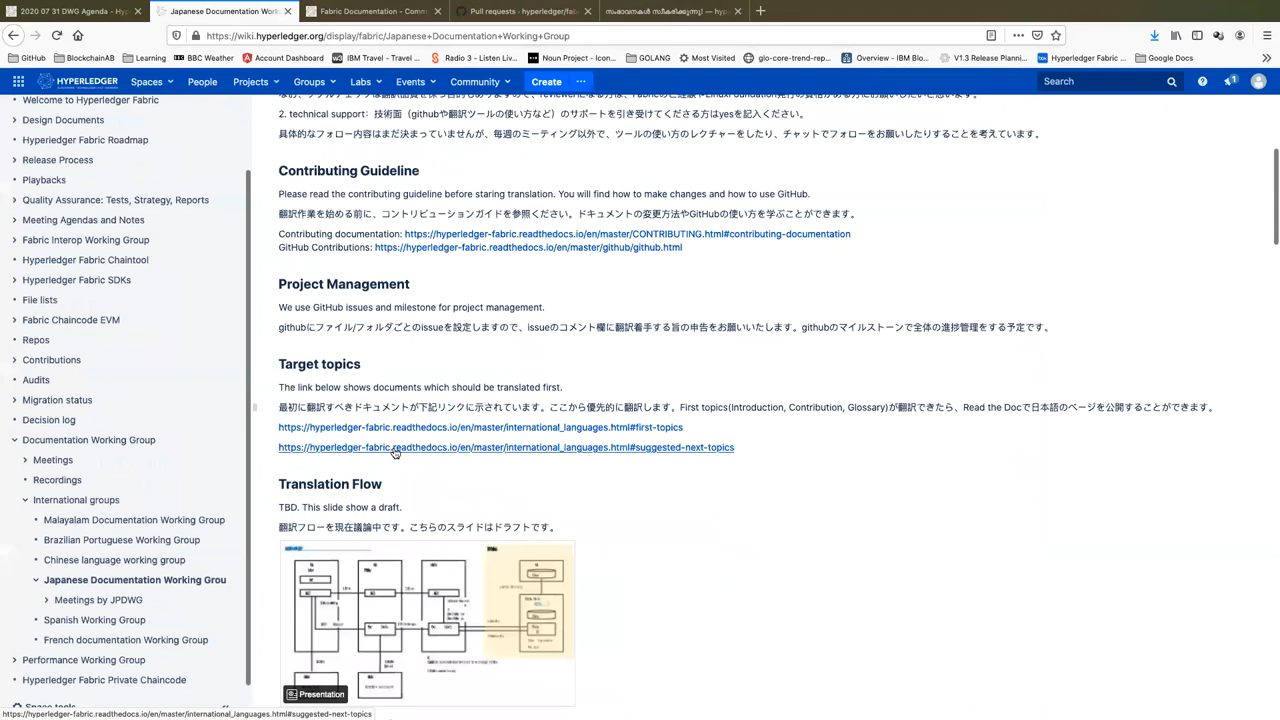 2020 07 31 DWG Agenda - Hy
Japanese Documentation Work
Fabric Documentation - Comm
Pull requests - hyperledger/fab
സംഭാവനകൾ സ്വീകരിക്കുന്നു! — hy
https://wiki.hyperledger.org/display/fabric/Japanese+Documentation+Working+Group
GitHub
BlockchainAB
Learning
BBC Weather
Account Dashboard
IBM Travel - I
Radio 3 - Listen Liv...
Noun Project - Icon...
GOLANG
Most Visited
glo-core-trend-rep...
Overview - IBM Blo...
V1.3 Release Planni...
Hyperledger Fabric ...
Google Docs
HYPERLEDGER
Spaces
People
Projects
Groups
Labs
Events
Community
Create
Search
1
Welcome to Hyperledger Fabric
Design Documents
Hyperledger Fabric Roadmap
Release Process
Playbacks
Quality Assurance: Tests, Strategy, Reports
Meeting Agendas and Notes
Fabric Interop Working Group
Hyperledger Fabric Chaintool
Hyperledger Fabric SDKs
File lists
Fabric Chaincode EVM
Repos
Contributions
Audits
Migration status
Decision log
Documentation Working Group
Meetings
Recordings
International groups
Malayalam Documentation Working Group
Brazilian Portuguese Working Group
Chinese language working group
Japanese Documentation Working Grou
Meetings by JPDWG
Spanish Working Group
French documentation Working Group
Performance Working Group
Hyperledger Fabric Private Chaincode
Space tools
2. technical support：技術面（githubや翻訳ツールの使い方など）のサポートを引き受けてくださる方はyesを記入ください。
具体的なフォロー内容はまだ決まっていませんが、毎週のミーティング以外で、ツールの使い方のレクチャーをしたり、チャットでフォローをお願いしたりすることを考えています。
Contributing Guideline
Please read the contributing guideline before staring translation. You will find how to make changes and how to use GitHub.
翻訳作業を始める前に、コントリビューションガイドを参照ください。ドキュメントの変更方法やGitHubの使い方を学ぶことができます。
Contributing documentation: https://hyperledger-fabric.readthedocs.io/en/master/CONTRIBUTING.html#contributing-documentation
GitHub Contributions: https://hyperledger-fabric.readthedocs.io/en/master/github/github.html
Project Management
We use GitHub issues and milestone for project management.
githubにファイル/フォルダごとのissueを設定しますので、issueのコメント欄に翻訳着手する旨の申告をお願いいたします。githubのマイルストーンで全体の進捗管理をする予定です。
Target topics
The link below shows documents which should be translated first.
最初に翻訳すべきドキュメントが下記リンクに示されています。ここから優先的に翻訳します。First topics(Introduction, Contribution, Glossary)が翻訳できたら、Read the Docで日本語のページを公開することができます。
https://hyperledger-fabric.readthedocs.io/en/master/international_languages.html#first-topics
https://hyperledger-fabric.readthedocs.io/en/master/international_languages.html#suggested-next-topics
Translation Flow
TBD. This slide show a draft.
翻訳フローを現在議論中です。こちらのスライドはドラフトです。
Presentation
https://hyperledger-fabric.readthedocs.io/en/master/international_languages.html#suggested-next-topics